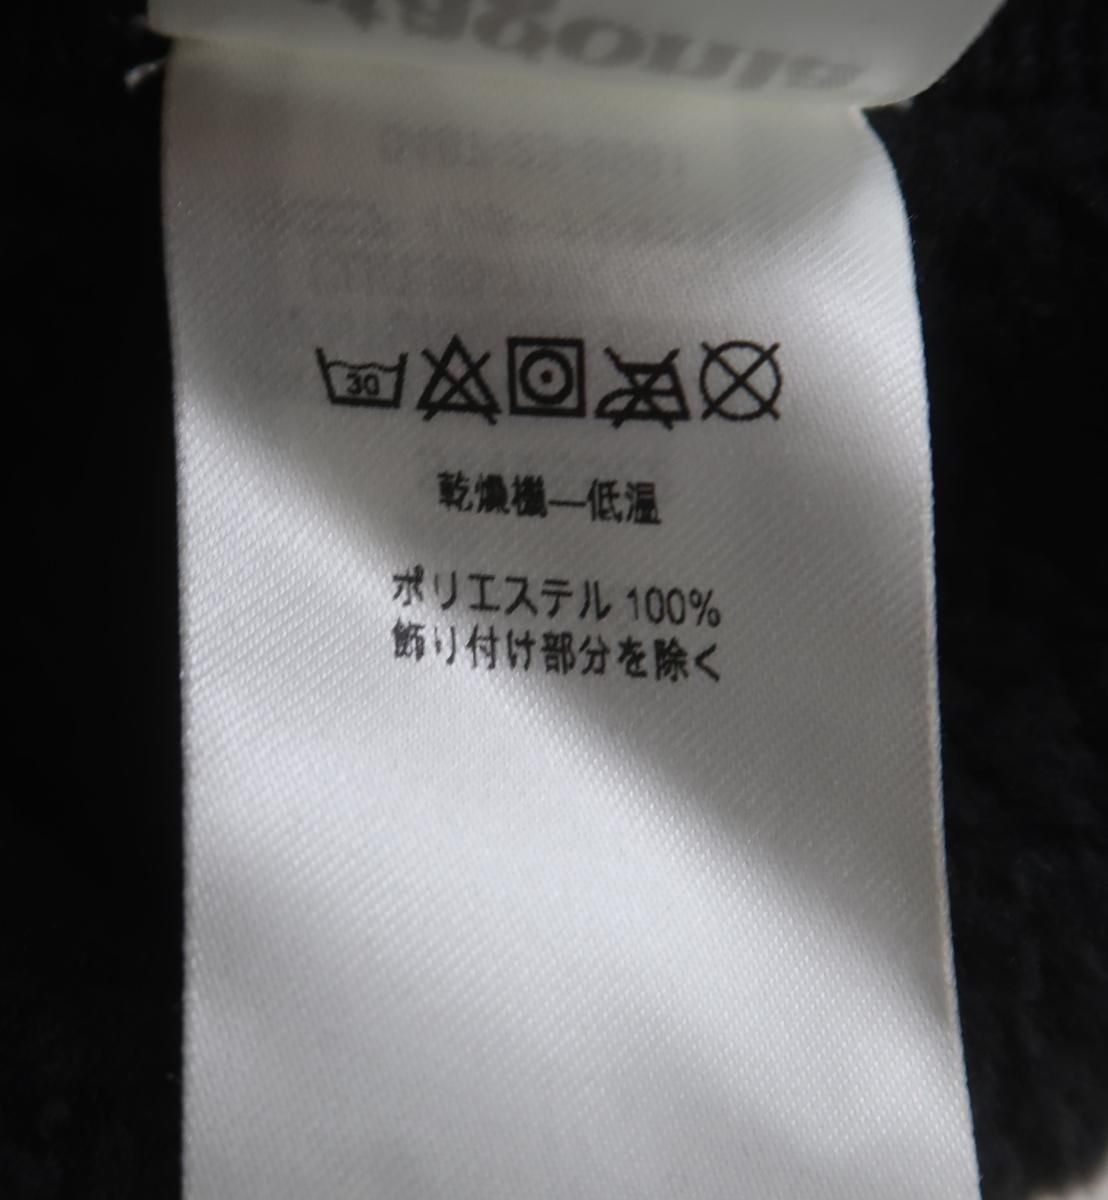 30
乾燥機—低温
ポリエステル 100%
飾り付け部分を除く